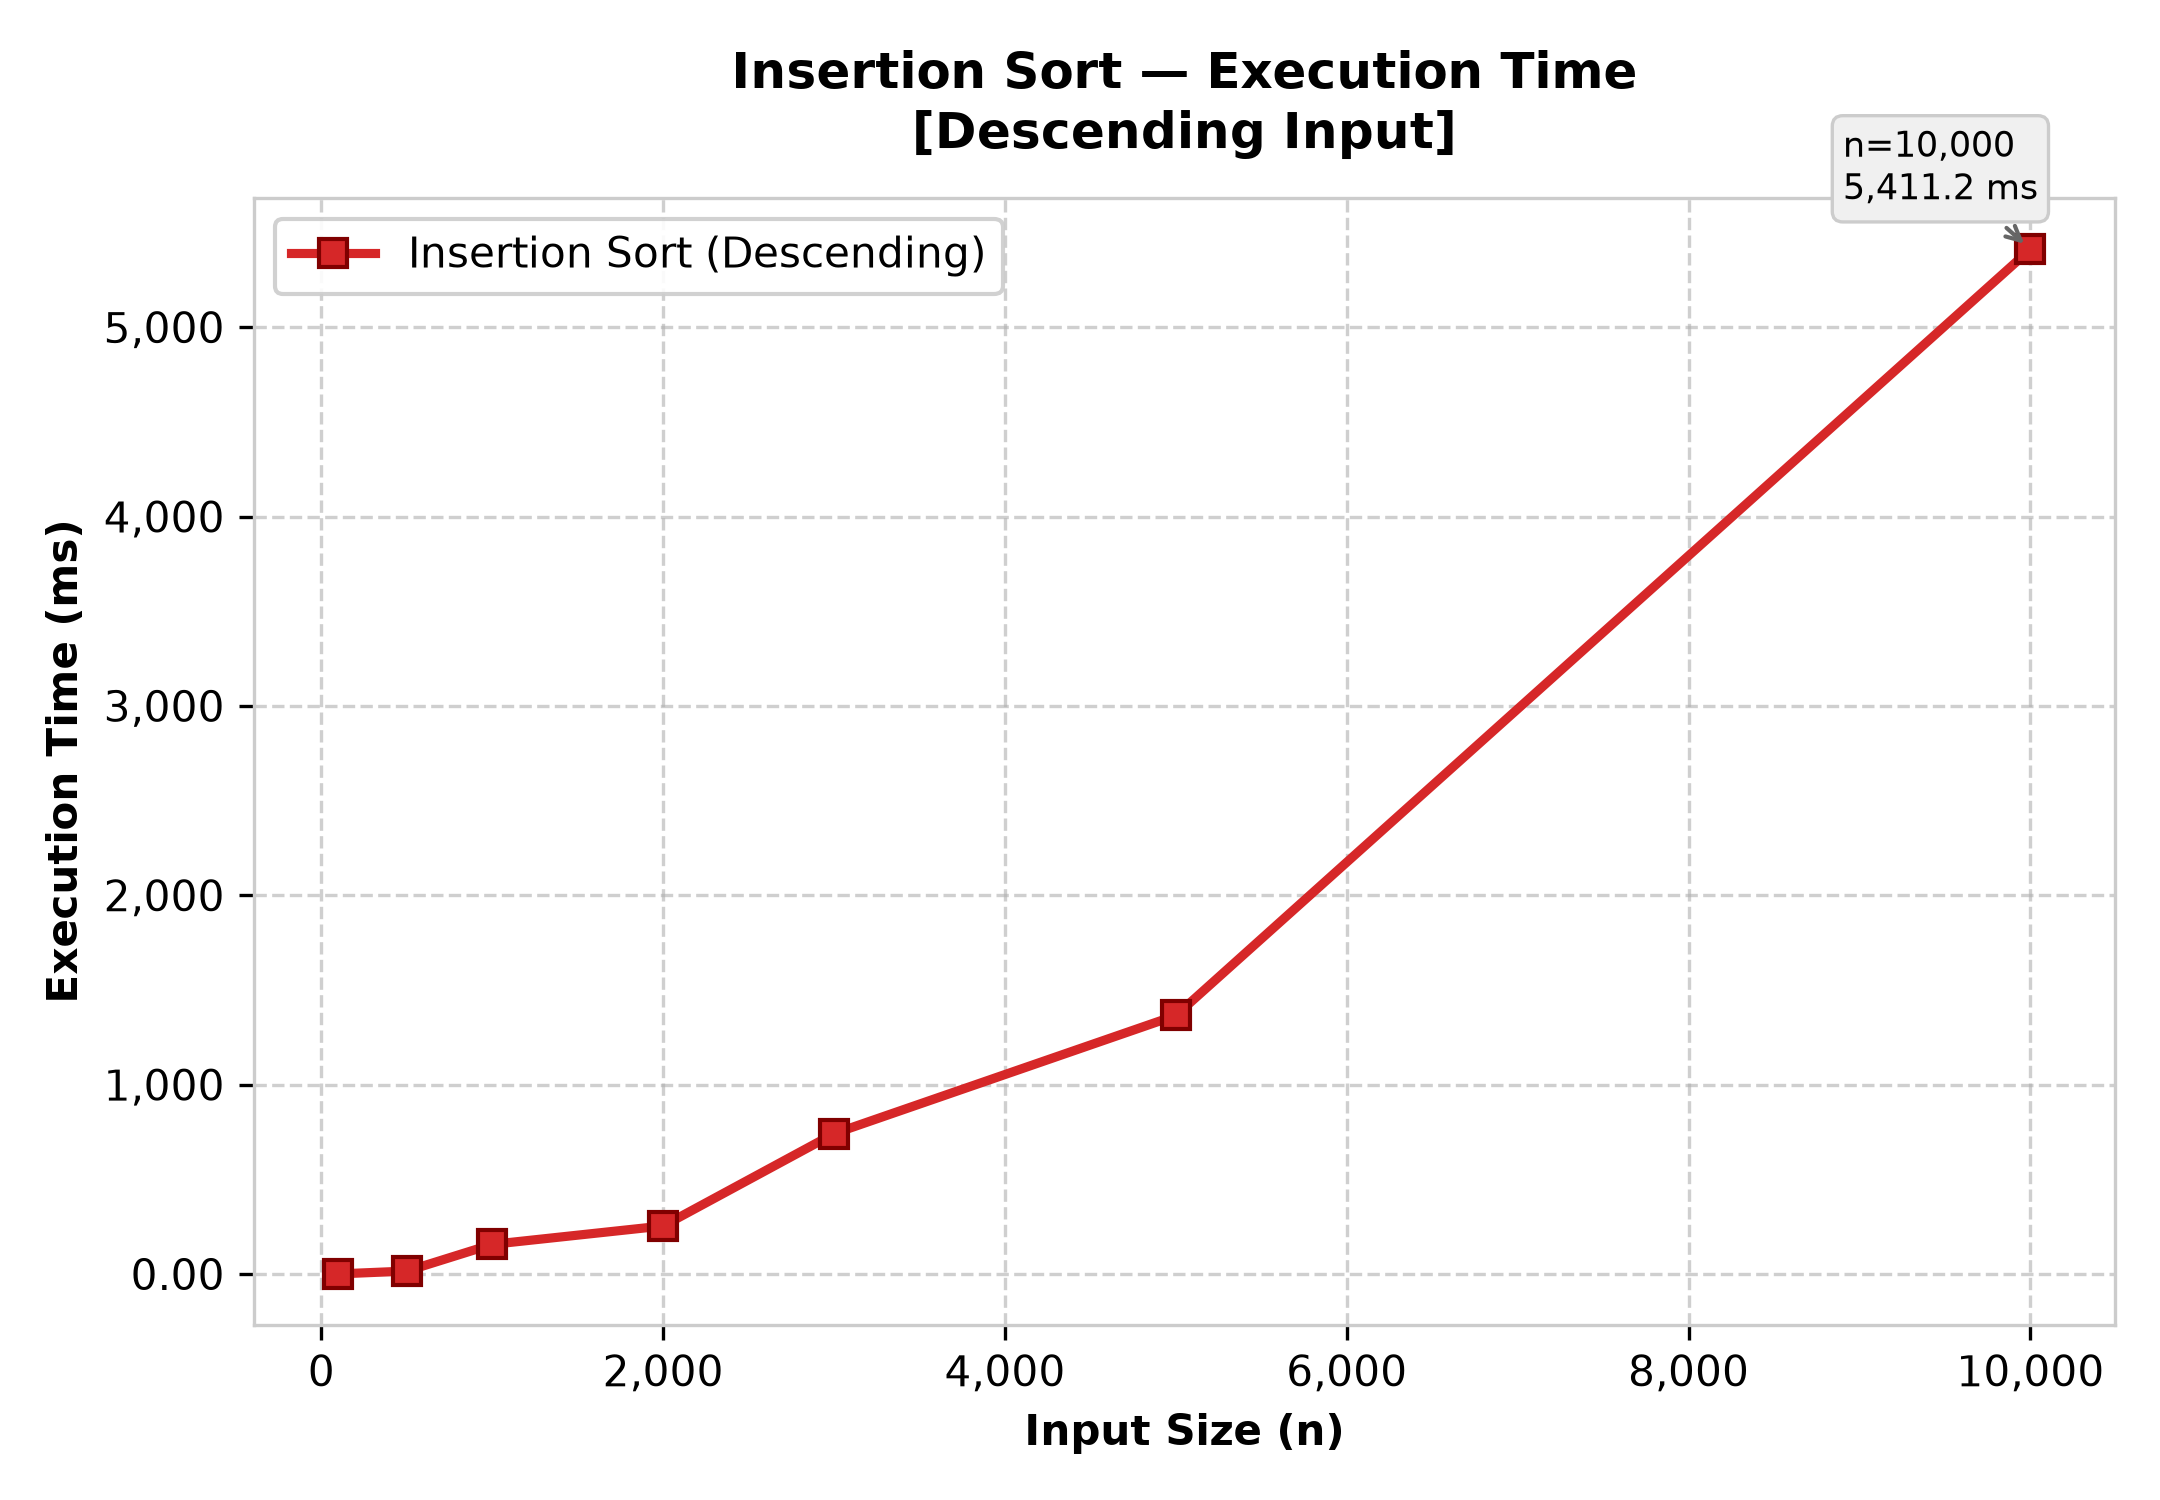 Insertion Sort — Execution Time
[Descending Input]
n=10,000
5,411.2 ms
Insertion Sort (Descending)
Execution Time (ms)
5,000
4,000
3,000
2,000
1,000
0.00
0
2,000
4,000
6,000
8,000
10,000
Input Size (n)